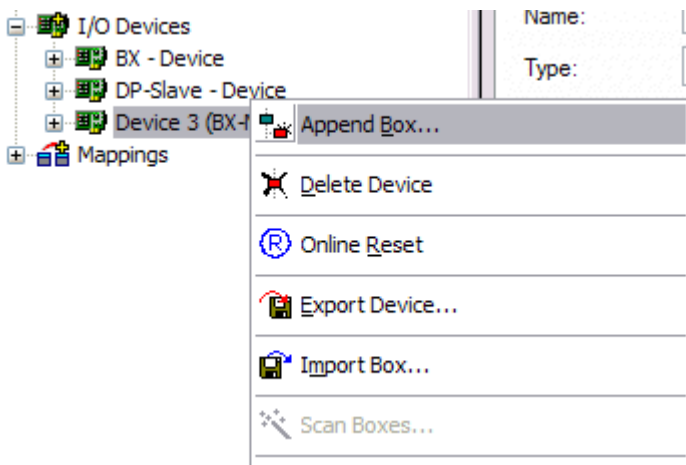 I/O Devices
BX - Device
DP-Slave - Device
Device 3 (BX-
Mappings
Name:
Type:
Append Box...
Delete Device
Online Reset
Export Device...
Import Box...
Scan Boxes...